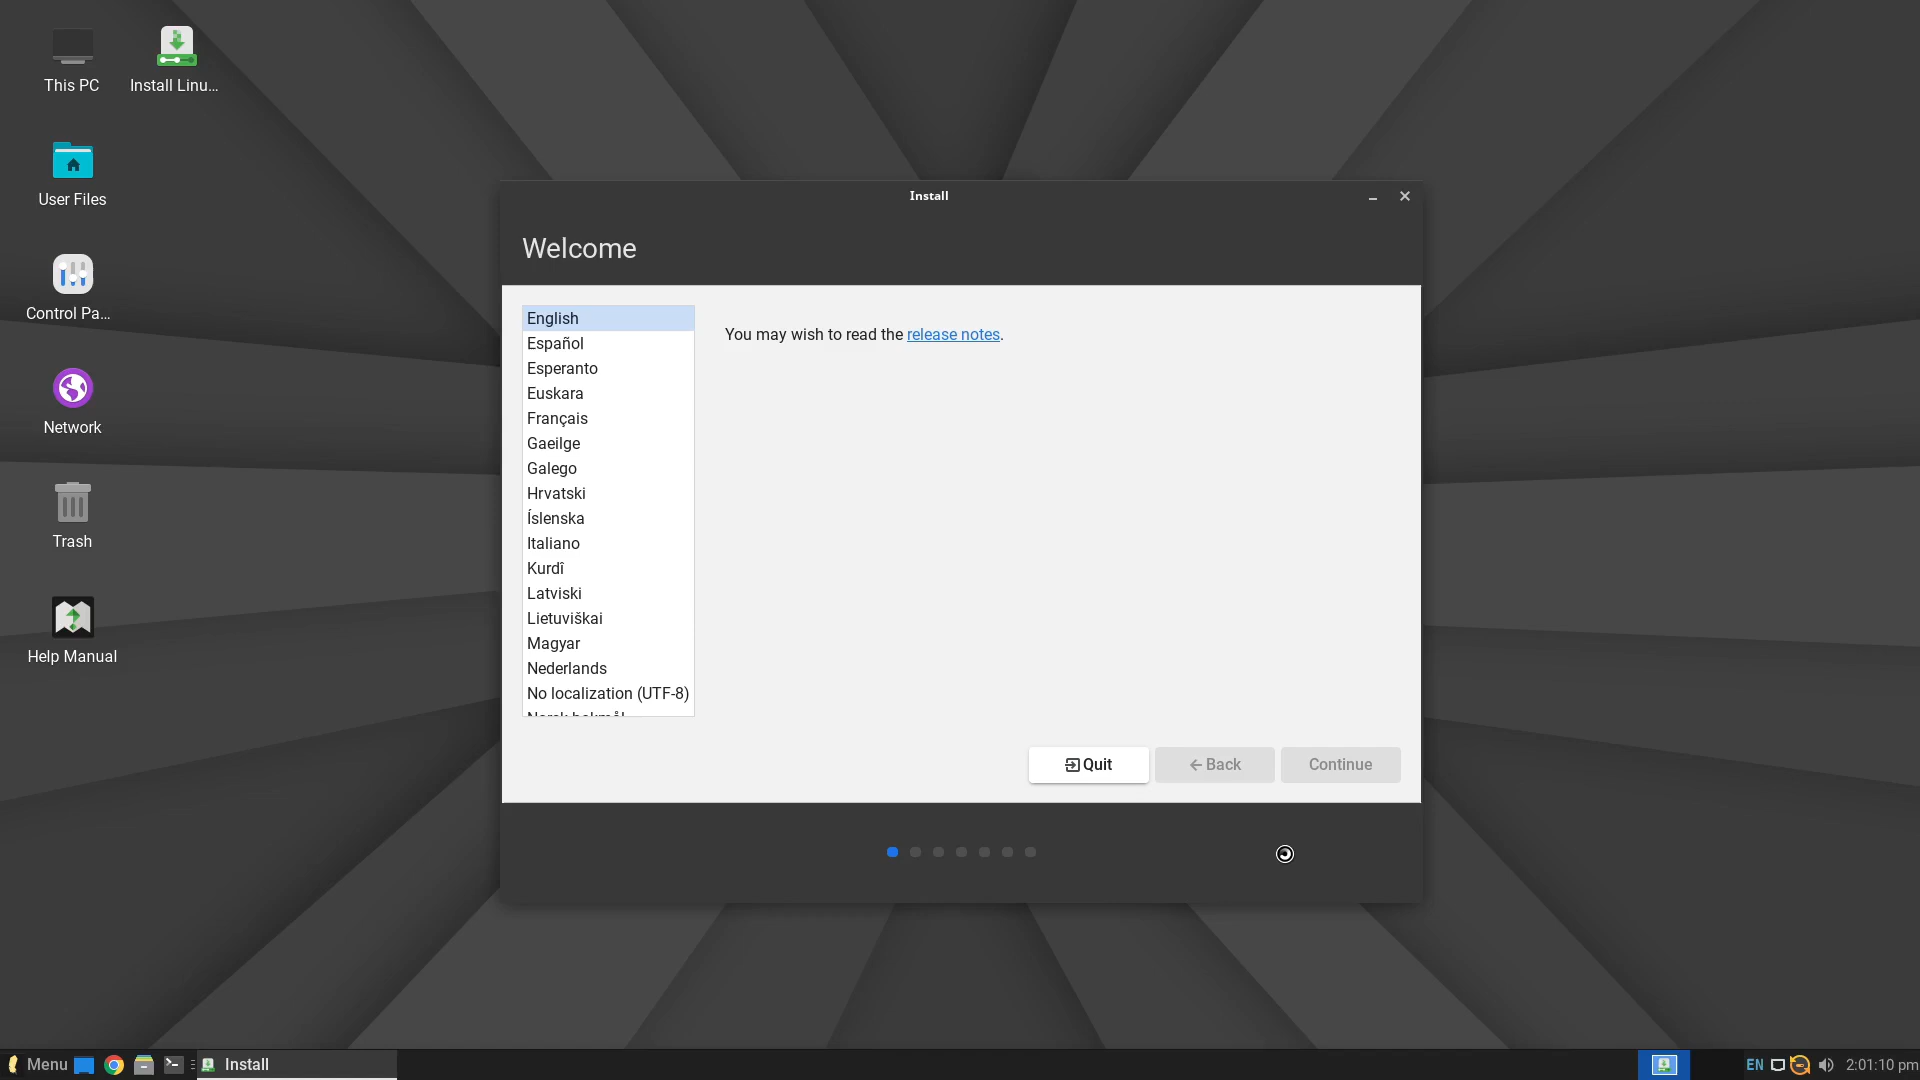 This PC
Install Linu...
User Files
Control Pa...
Network
Trash
Help Manual
Install
Welcome
English
Español
Esperanto
Euskara
Français
Gaeilge
Galego
Hrvatski
Íslenska
Italiano
Kurdî
Latviski
Lietuviškai
Magyar
Nederlands
No localization (UTF-8)
You may wish to read the release notes.
Quit
Back
Continue
Menu
Install
EN
2:01:10 pm